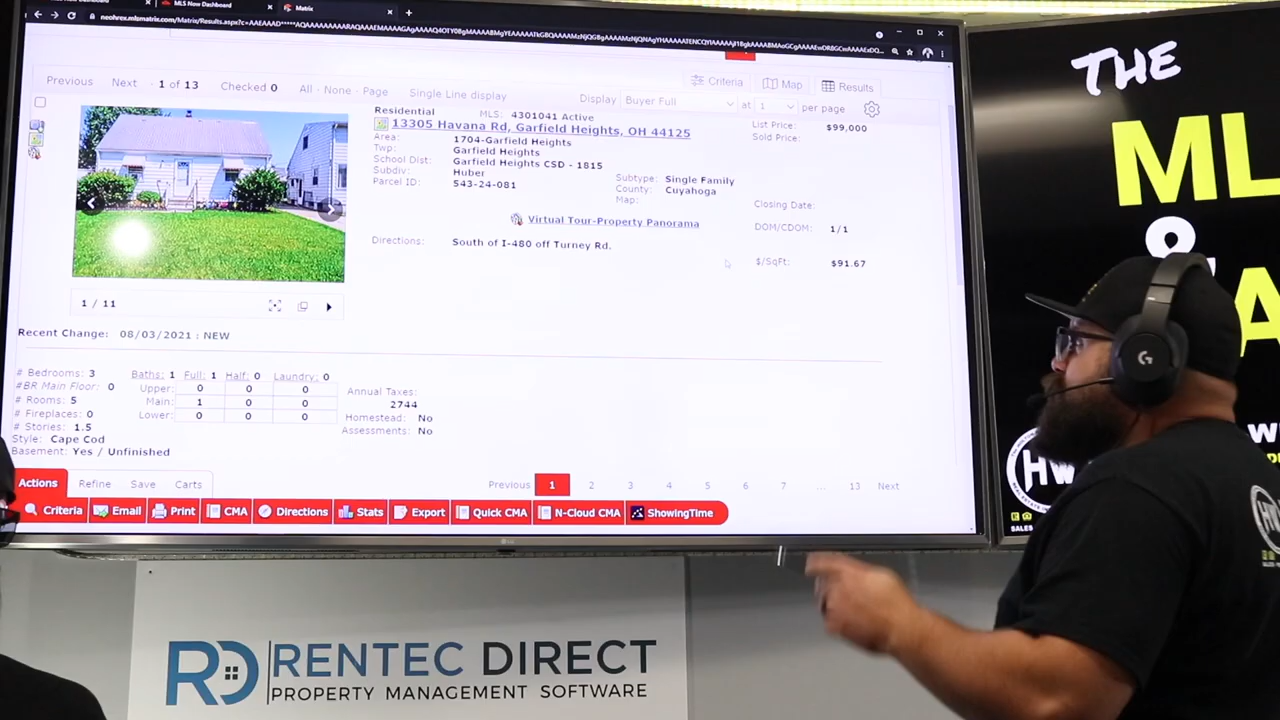 MLS Now Dashboard
Matrix
Previous Next · 1 of 13 Checked 0 All · None · Page Single Line display
Criteria Map Results
Display Buyer Full at 1 per page
Residential MLS: 4301041 Active
13305 Havana Rd, Garfield Heights, OH 44125
Area: 1704-Garfield Heights
Twp: Garfield Heights
School Dist: Garfield Heights CSD - 1815
Subdiv: Huber
Parcel ID: 543-24-081
Subtype: Single Family
County: Cuyahoga
Map:
List Price: $99,000
Sold Price:
Closing Date:
DOM/CDOM: 1/1
$/SqFt: $91.67
Virtual Tour-Property Panorama
Directions: South of I-480 off Turney Rd.
1 / 11
Recent Change: 08/03/2021 : NEW
# Bedrooms: 3
#BR Main Floor: 0
# Rooms: 5
# Fireplaces: 0
# Stories: 1.5
Style: Cape Cod
Basement: Yes / Unfinished
Baths: 1 Full: 1 Half: 0 Laundry: 0
Upper: 0 0 0
Main: 1 0 0
Lower: 0 0 0
Annual Taxes:
2744
Homestead: No
Assessments: No
Actions Refine Save Carts
Previous 1 2 3 4 5 6 7 ... 13 Next
Criteria Email Print CMA Directions Stats Export Quick CMA N-Cloud CMA ShowingTime
THE
ML
&
A
W
HW
SALES
G
RD RENTEC DIRECT
PROPERTY MANAGEMENT SOFTWARE